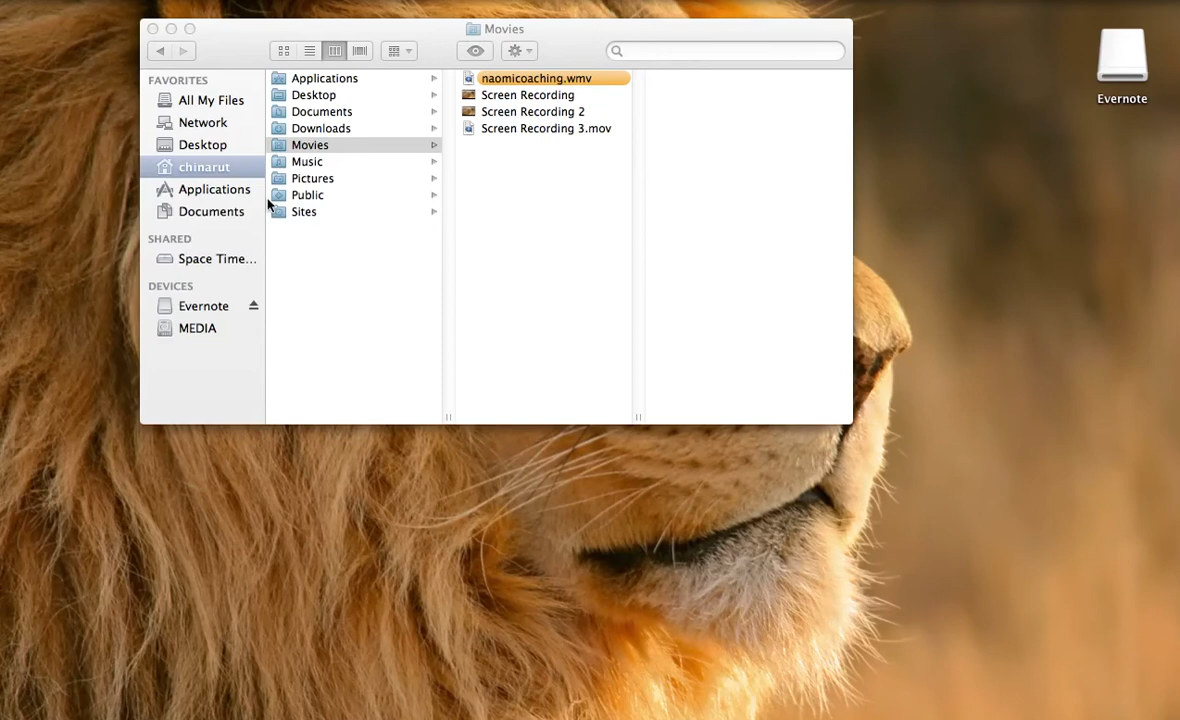 Movies
FAVORITES
All My Files
Network
Desktop
chinarut
Applications
Documents
SHARED
Space Time...
DEVICES
Evernote
MEDIA
Applications
Desktop
Documents
Downloads
Movies
Music
Pictures
Public
Sites
naomicoaching.wmv
Screen Recording
Screen Recording 2
Screen Recording 3.mov
Evernote